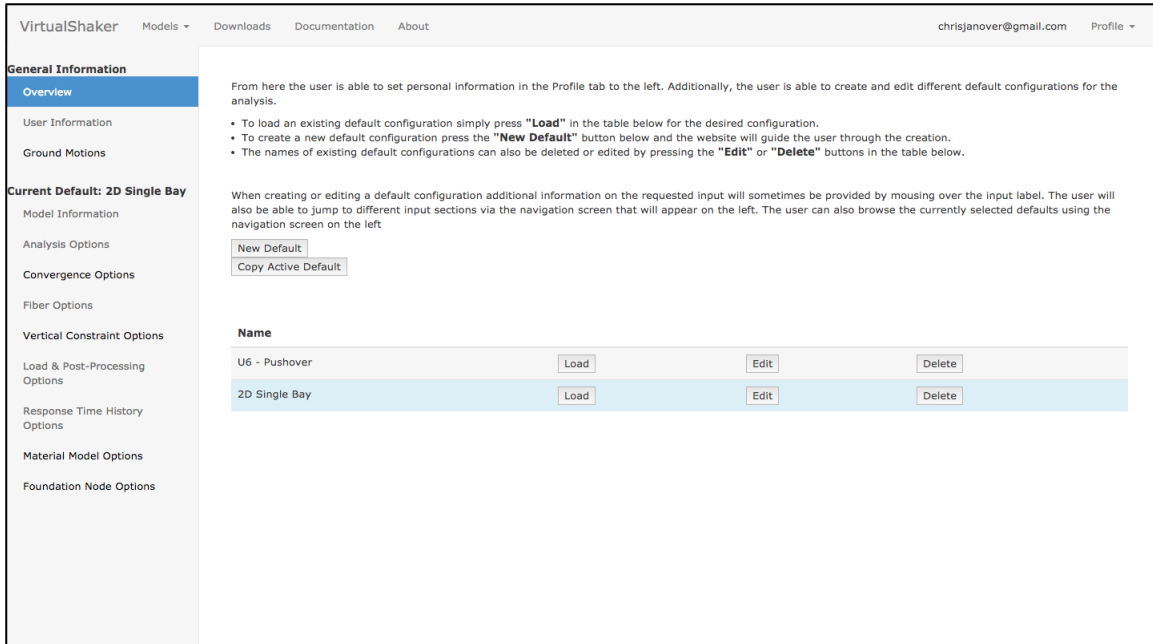 VirtualShaker Models Downloads Documentation About chrisjanover@gmail.com Profile
General Information
Overview
User Information
Ground Motions
Current Default: 2D Single Bay
Model Information
Analysis Options
Convergence Options
Fiber Options
Vertical Constraint Options
Load & Post-Processing
Options
Response Time History
Options
Material Model Options
Foundation Node Options
From here the user is able to set personal information in the Profile tab to the left. Additionally, the user is able to create and edit different default configurations for the
analysis.
• To load an existing default configuration simply press "Load" in the table below for the desired configuration.
• To create a new default configuration press the "New Default" button below and the website will guide the user through the creation.
• The names of existing default configurations can also be deleted or edited by pressing the "Edit" or "Delete" buttons in the table below.
When creating or editing a default configuration additional information on the requested input will sometimes be provided by mousing over the input label. The user will
also be able to jump to different input sections via the navigation screen that will appear on the left. The user can also browse the currently selected defaults using the
navigation screen on the left
New Default
Copy Active Default
Name
U6 - Pushover Load Edit Delete
2D Single Bay Load Edit Delete